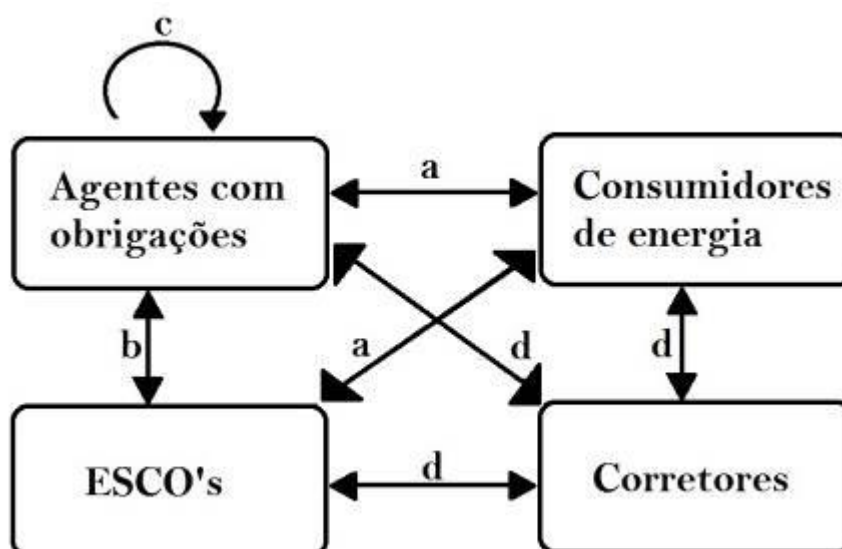 c
Agentes com
obrigações
a
Consumidores
de energia
b
a
d
d
ESCO's
d
Corretores